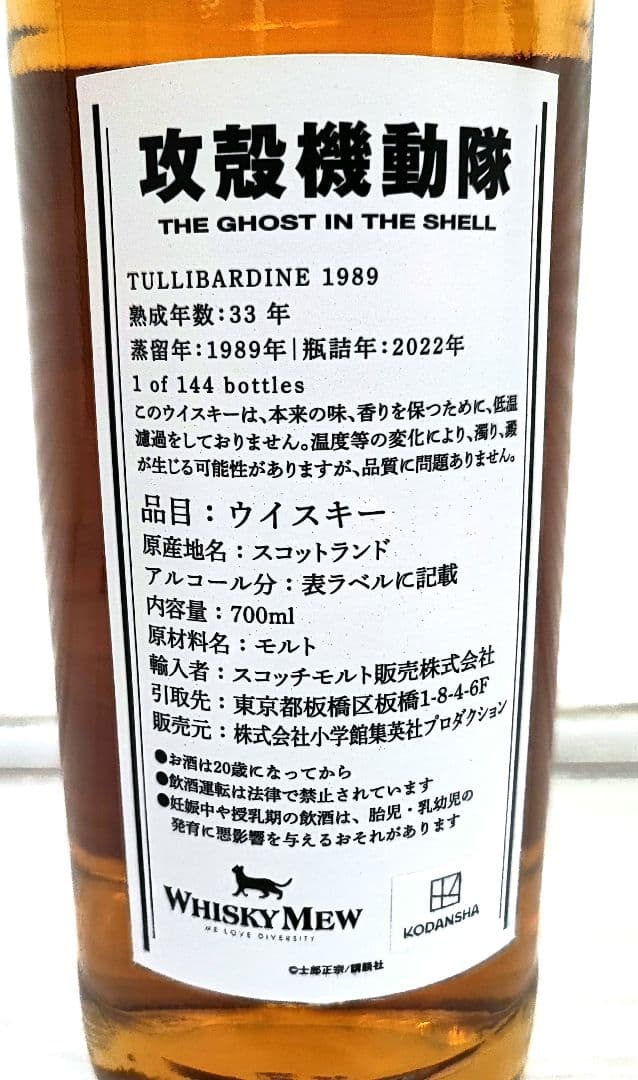 攻殻機動隊
THE GHOST IN THE SHELL
TULLIBARDINE 1989
熟成年数:33 年
蒸留年:1989年|瓶詰年:2022年
1 of 144 bottles
このウイスキーは、本来の味、香りを保つために、低温
濾過をしておりません。温度等の変化により、濁り、澱
が生じる可能性がありますが、品質に問題ありません。
品目：ウイスキー
原産地名：スコットランド
アルコール分：表ラベルに記載
内容量：700ml
原材料名：モルト
輸入者：スコッチモルト販売株式会社
引取先：東京都板橋区板橋1-8-4-6F
販売元：株式会社小学館集英社プロダクション
●お酒は20歳になってから
●飲酒運転は法律で禁止されています
●妊娠中や授乳期の飲酒は、胎児・乳幼児の
発育に悪影響を与えるおそれがあります
WHISKY MEW
WE LOVE DIVERSITY
KODANSHA
©士郎正宗/講談社